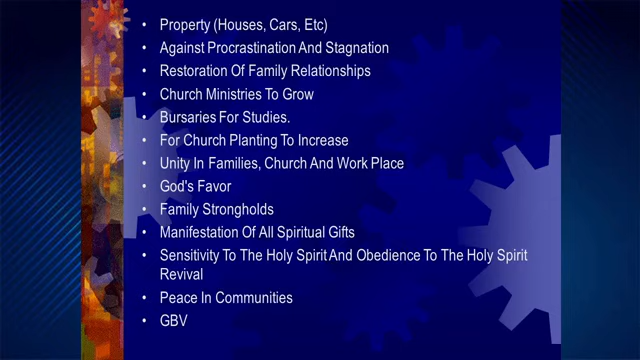 • Property (Houses, Cars, Etc)
• Against Procrastination And Stagnation
• Restoration Of Family Relationships
• Church Ministries To Grow
• Bursaries For Studies.
• For Church Planting To Increase
• Unity In Families, Church And Work Place
• God's Favor
• Family Strongholds
• Manifestation Of All Spiritual Gifts
• Sensitivity To The Holy Spirit And Obedience To The Holy Spirit
Revival
• Peace In Communities
• GBV